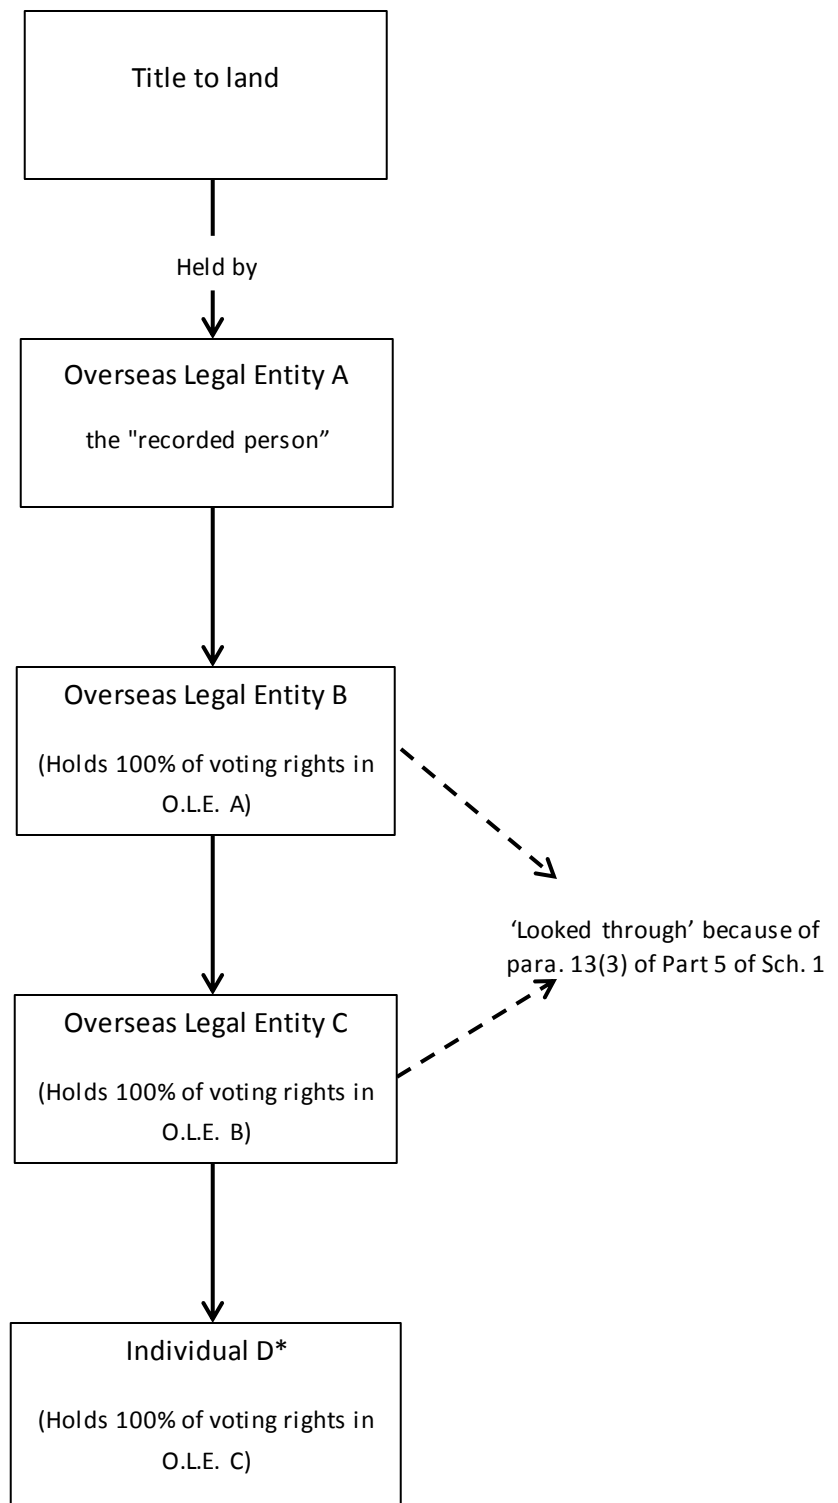 Title to land
Held by
Overseas Legal Entity A
the "recorded person”
Overseas Legal Entity B
(Holds 100% of voting rights in
O.L.E. A)
‘Looked through’ because of
para. 13(3) of Part 5 of Sch. 1
Overseas Legal Entity C
(Holds 100% of voting rights in
O.L.E. B)
Individual D*
(Holds 100% of voting rights in
O.L.E. C)